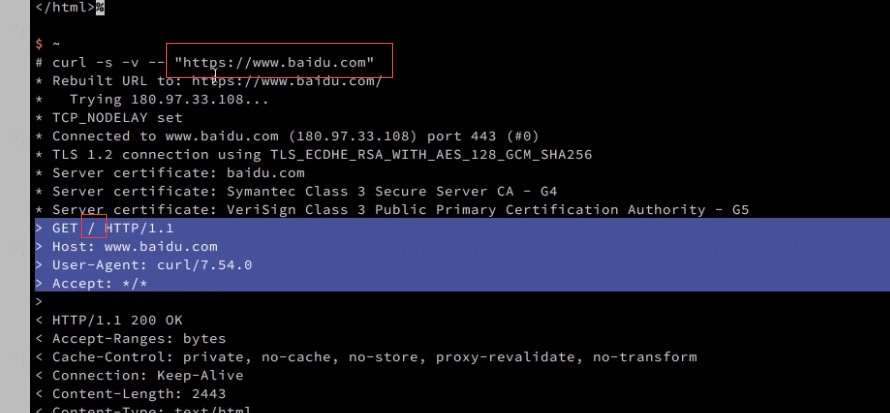 </html>%
$ ~
# curl -s -v -- "https://www.baidu.com"
* Rebuilt URL to: https://www.baidu.com/
*   Trying 180.97.33.108...
* TCP_NODELAY set
* Connected to www.baidu.com (180.97.33.108) port 443 (#0)
* TLS 1.2 connection using TLS_ECDHE_RSA_WITH_AES_128_GCM_SHA256
* Server certificate: baidu.com
* Server certificate: Symantec Class 3 Secure Server CA - G4
* Server certificate: VeriSign Class 3 Public Primary Certification Authority - G5
> GET / HTTP/1.1
> Host: www.baidu.com
> User-Agent: curl/7.54.0
> Accept: */*
>
< HTTP/1.1 200 OK
< Accept-Ranges: bytes
< Cache-Control: private, no-cache, no-store, proxy-revalidate, no-transform
< Connection: Keep-Alive
< Content-Length: 2443
< Content-Type: text/html